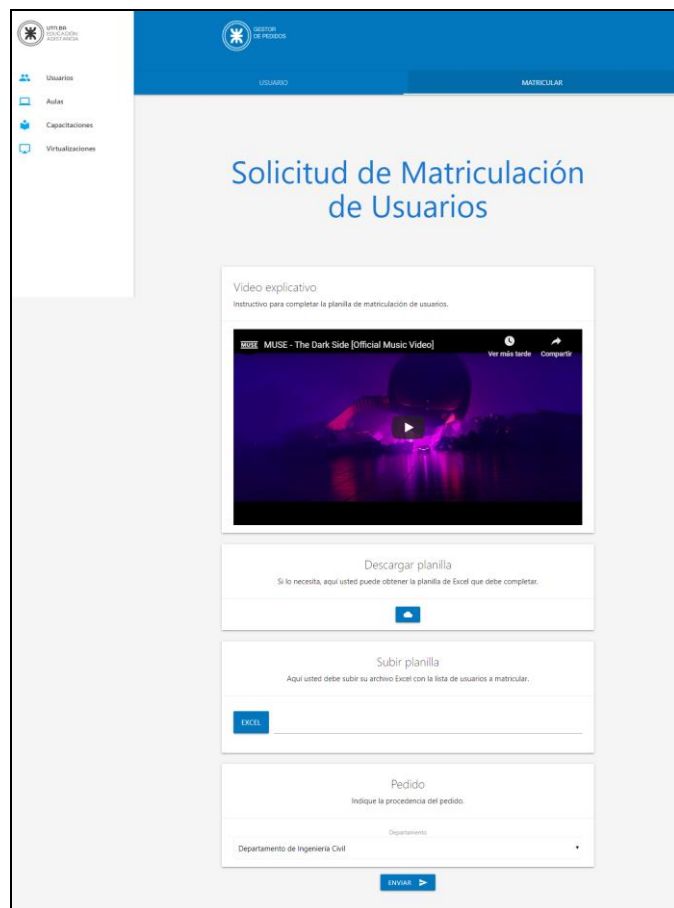 UTN.BA
EDUCACIÓN
ADISTANCIA
GESTOR
DE PEDIDOS
Usuarios
Aulas
Capacitaciones
Virtualizaciones
USUARIO
MATRICULAR
Solicitud de Matriculación
de Usuarios
Video explicativo
Instructivo para completar la planilla de matriculación de usuarios.
MUSE MUSE - The Dark Side [Official Music Video]
Ver más tarde Compartir
Descargar planilla
Si lo necesita, aquí usted puede obtener la planilla de Excel que debe completar.
Subir planilla
Aquí usted debe subir su archivo Excel con la lista de usuarios a matricular.
EXCEL
Pedido
Indique la procedencia del pedido.
Departamento
Departamento de Ingeniería Civil
ENVIAR